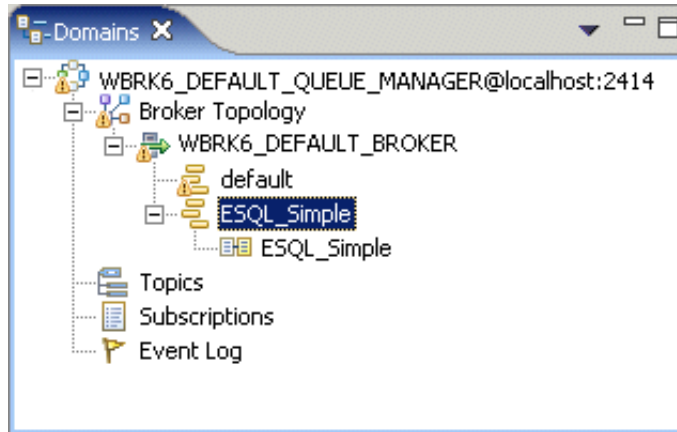 Domains
WBRK6_DEFAULT_QUEUE_MANAGER@localhost:2414
Broker Topology
WBRK6_DEFAULT_BROKER
default
ESQL_Simple
ESQL_Simple
Topics
Subscriptions
Event Log